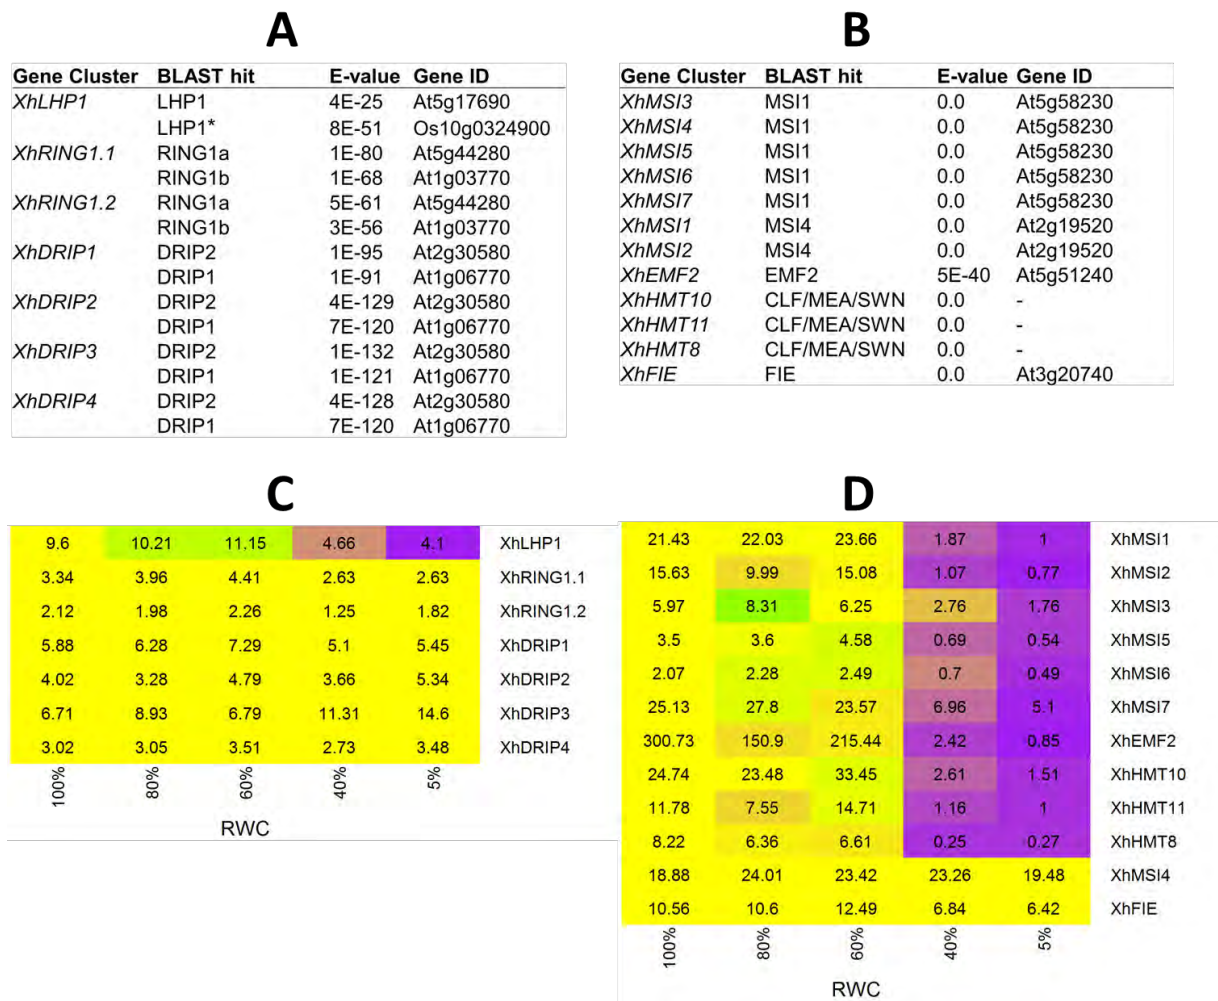 A
Gene Cluster BLAST hit E-value Gene ID
XhLHP1 LHP1 4E-25 At5g17690
LHP1* 8E-51 Os10g0324900
XhRING1.1 RING1a 1E-80 At5g44280
RING1b 1E-68 At1g03770
XhRING1.2 RING1a 5E-61 At5g44280
RING1b 3E-56 At1g03770
XhDRIP1 DRIP2 1E-95 At2g30580
DRIP1 1E-91 At1g06770
XhDRIP2 DRIP2 4E-129 At2g30580
DRIP1 7E-120 At1g06770
XhDRIP3 DRIP2 1E-132 At2g30580
DRIP1 1E-121 At1g06770
XhDRIP4 DRIP2 4E-128 At2g30580
DRIP1 7E-120 At1g06770
B
Gene Cluster BLAST hit E-value Gene ID
XhMSI3 MSI1 0.0 At5g58230
XhMSI4 MSI1 0.0 At5g58230
XhMSI5 MSI1 0.0 At5g58230
XhMSI6 MSI1 0.0 At5g58230
XhMSI7 MSI1 0.0 At5g58230
XhMSI1 MSI4 0.0 At2g19520
XhMSI2 MSI4 0.0 At2g19520
XhEMF2 EMF2 5E-40 At5g51240
XhHMT10 CLF/MEA/SWN 0.0 -
XhHMT11 CLF/MEA/SWN 0.0 -
XhHMT8 CLF/MEA/SWN 0.0 -
XhFIE FIE 0.0 At3g20740
C
9.6 10.21 11.15 4.66 4.1 XhLHP1
3.34 3.96 4.41 2.63 2.63 XhRING1.1
2.12 1.98 2.26 1.25 1.82 XhRING1.2
5.88 6.28 7.29 5.1 5.45 XhDRIP1
4.02 3.28 4.79 3.66 5.34 XhDRIP2
6.71 8.93 6.79 11.31 14.6 XhDRIP3
3.02 3.05 3.51 2.73 3.48 XhDRIP4
100% 80% 60% 40% 5%
RWC
D
21.43 22.03 23.66 1.87 1 XhMSI1
15.63 9.99 15.08 1.07 0.77 XhMSI2
5.97 8.31 6.25 2.76 1.76 XhMSI3
3.5 3.6 4.58 0.69 0.54 XhMSI5
2.07 2.28 2.49 0.7 0.49 XhMSI6
25.13 27.8 23.57 6.96 5.1 XhMSI7
300.73 150.9 215.44 2.42 0.85 XhEMF2
24.74 23.48 33.45 2.61 1.51 XhHMT10
11.78 7.55 14.71 1.16 1 XhHMT11
8.22 6.36 6.61 0.25 0.27 XhHMT8
18.88 24.01 23.42 23.26 19.48 XhMSI4
10.56 10.6 12.49 6.84 6.42 XhFIE
100% 80% 60% 40% 5%
RWC